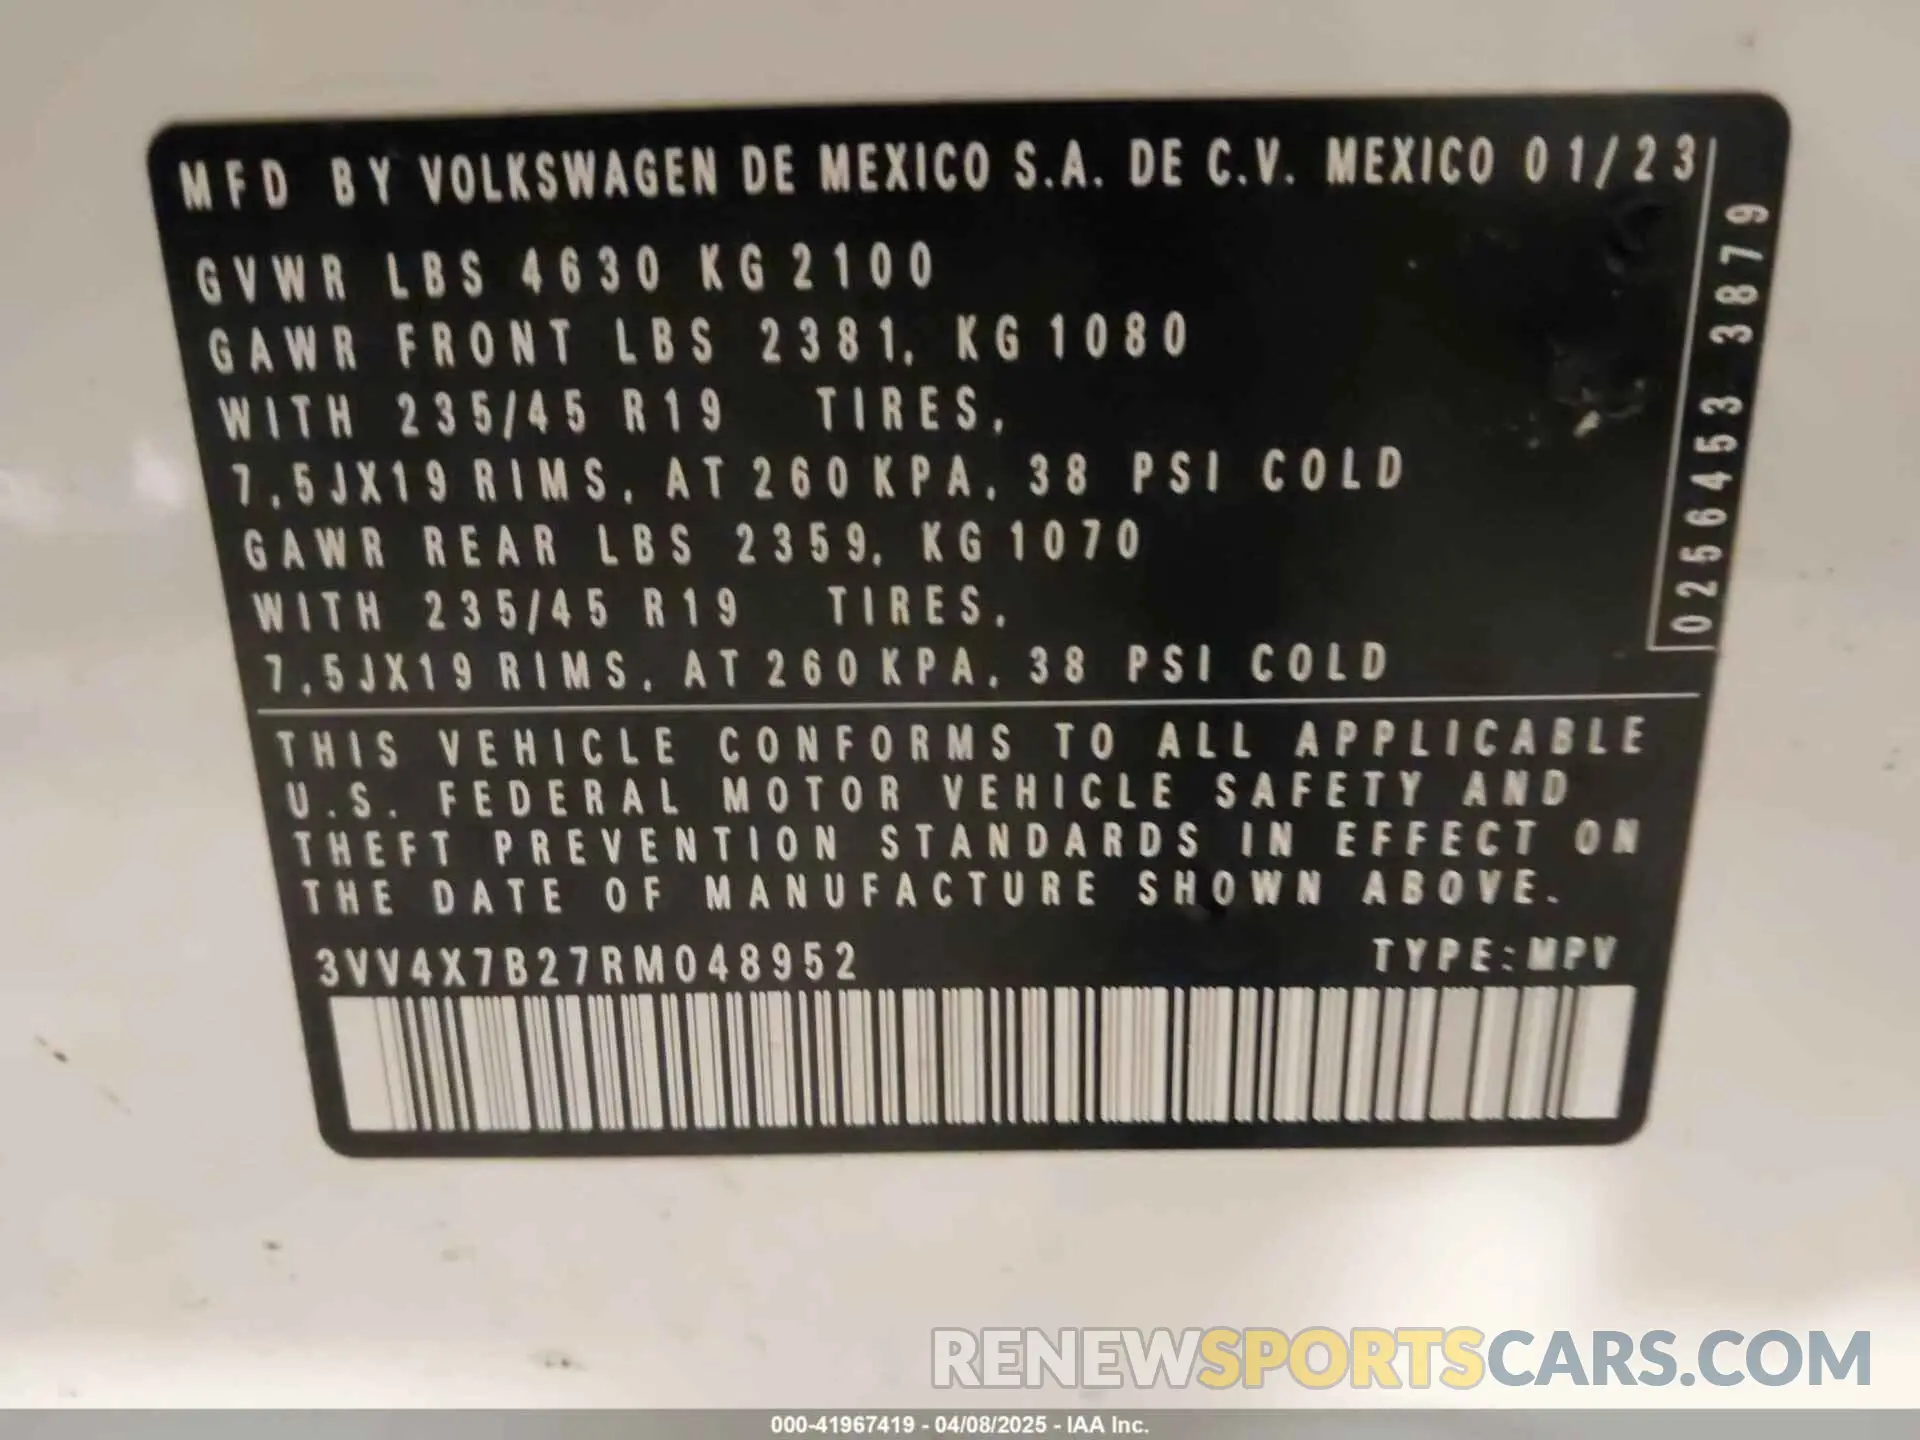 MFD BY VOLKSWAGEN DE MEXICO S.A. DE C.V. MEXICO 01/23
GVWR LBS 4630 KG 2100
GAWR FRONT LBS 2381, KG 1080
WITH 235/45 R19 TIRES,
7,5JX19 RIMS, AT 260 KPA, 38 PSI COLD
GAWR REAR LBS 2359, KG 1070
WITH 235/45 R19 TIRES,
7,5JX19 RIMS, AT 260 KPA, 38 PSI COLD
0256453 3879
THIS VEHICLE CONFORMS TO ALL APPLICABLE
U.S. FEDERAL MOTOR VEHICLE SAFETY AND
THEFT PREVENTION STANDARDS IN EFFECT ON
THE DATE OF MANUFACTURE SHOWN ABOVE.
3VV4X7B27RM048952 TYPE: MPV
RENEWSPORTSCARS.COM
000-41967419 - 04/08/2025 - IAA Inc.